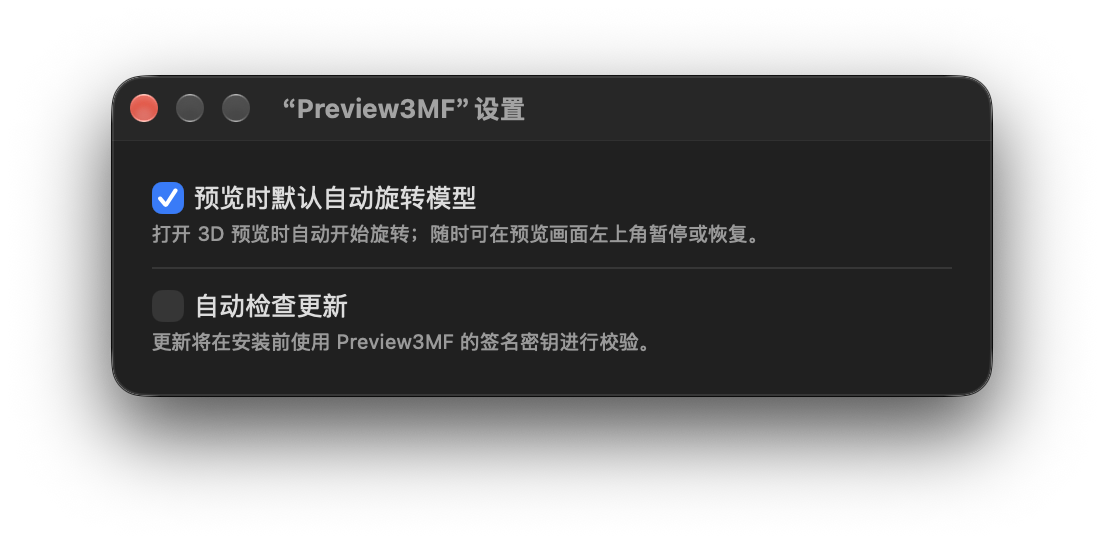 “Preview3MF”设置
预览时默认自动旋转模型
打开 3D 预览时自动开始旋转；随时可在预览画面左上角暂停或恢复。
自动检查更新
更新将在安装前使用 Preview3MF 的签名密钥进行校验。